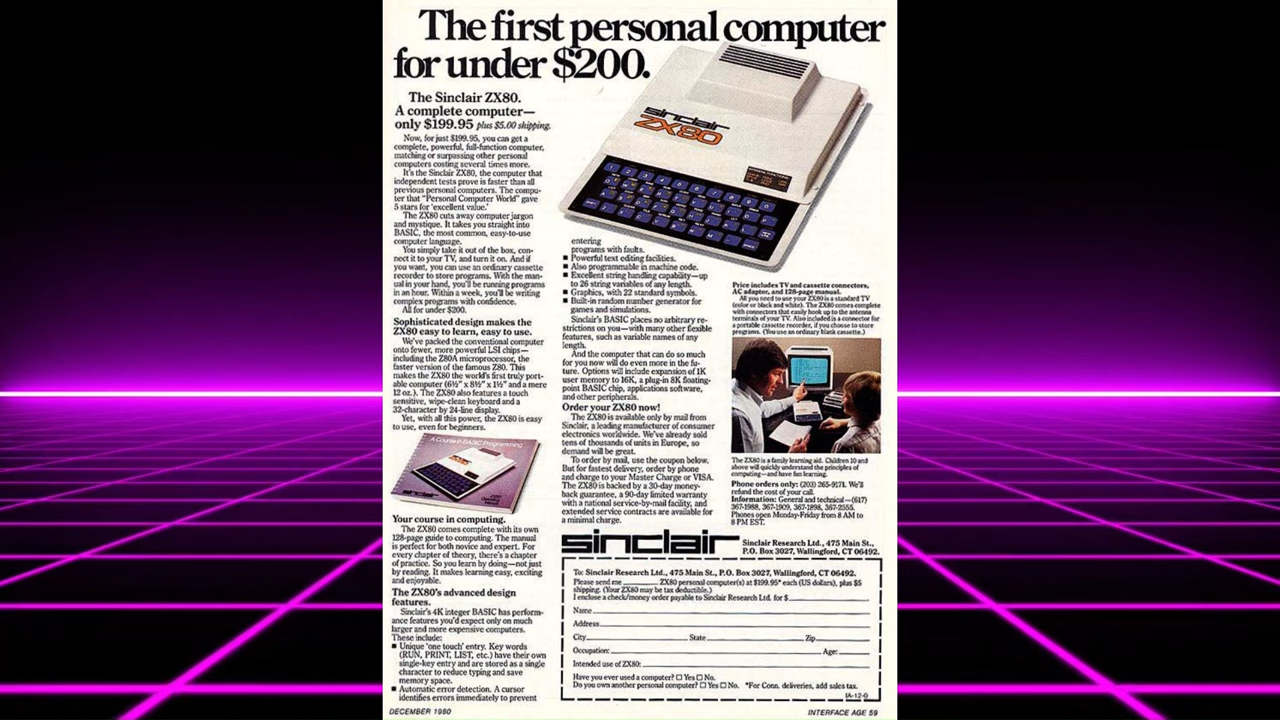 The first personal computer
for under $200.
The Sinclair ZX80.
A complete computer—
only $199.95 plus $5.00 shipping.
Now, for just $199.95, you can get a
complete, powerful, full-function computer,
matching or surpassing other personal
computers costing several times more.
It's the Sinclair ZX80, the computer that
independent tests prove is faster than all
previous personal computers. The compu-
ter that "Personal Computer World" gave
5 stars for 'excellent value.'
The ZX80 cuts away computer jargon
and mystique. It takes you straight into
BASIC, the most common, easy-to-use
computer language.
You simply take it out of the box, con-
nect it to your TV, and turn it on. And if
you want, you can use an ordinary cassette
recorder to store programs. With the man-
ual in your hand, you'll be running programs
in an hour. Within a week, you'll be writing
complex programs with confidence.
All for under $200.
Sophisticated design makes the
ZX80 easy to learn, easy to use.
We've packed the conventional computer
onto fewer, more powerful LSI chips—
including the Z80A microprocessor, the
faster version of the famous Z80. This
makes the ZX80 the world's first truly port-
able computer (6½" x 8½" x 1½" and a mere
12 oz.). The ZX80 also features a touch
sensitive, wipe-clean keyboard and a
32-character by 24-line display.
Yet, with all this power, the ZX80 is easy
to use, even for beginners.
A Course in BASIC Programming
sinclair
Your course in computing.
The ZX80 comes complete with its own
128-page guide to computing. The manual
is perfect for both novice and expert. For
every chapter of theory, there's a chapter
of practice. So you learn by doing—not just
by reading. It makes learning easy, exciting
and enjoyable.
The ZX80's advanced design
features.
Sinclair's 4K integer BASIC has perform-
ance features you'd expect only on much
larger and more expensive computers.
These include:
■ Unique 'one touch' entry. Key words
(RUN, PRINT, LIST, etc.) have their own
single-key entry and are stored as a single
character to reduce typing and save
memory space.
■ Automatic error detection. A cursor
identifies errors immediately to prevent
sinclair
ZX80
entering
programs with faults.
■ Powerful text editing facilities.
■ Also programmable in machine code.
■ Excellent string handling capability—up
to 26 string variables of any length.
■ Graphics, with 22 standard symbols.
■ Built-in random number generator for
games and simulations.
Sinclair's BASIC places no arbitrary re-
strictions on you—with many other flexible
features, such as variable names of any
length.
And the computer that can do so much
for you now will do even more in the fu-
ture. Options will include expansion of 1K
user memory to 16K, a plug-in 8K floating-
point BASIC chip, applications software,
and other peripherals.
Order your ZX80 now!
The ZX80 is available only by mail from
Sinclair, a leading manufacturer of consumer
electronics worldwide. We've already sold
tens of thousands of units in Europe, so
demand will be great.
To order by mail, use the coupon below.
But for fastest delivery, order by phone
and charge to your Master Charge or VISA.
The ZX80 is backed by a 30-day money-
back guarantee, a 90-day limited warranty
with a national service-by-mail facility, and
extended service contracts are available for
a minimal charge.
Price includes TV and cassette connectors,
AC adaptor, and 128-page manual.
All you need to use your ZX80 is a standard TV
(color or black and white). The ZX80 comes complete
with connectors that easily hook up to the antenna
terminals of your TV. Also included is a connector for
a portable cassette recorder, if you choose to store
programs. (You use an ordinary blank cassette.)
The ZX80 is a family learning aid. Children 10 and
above will quickly understand the principles of
computing—and have fun learning.
Phone orders only: (203) 265-9171. We'll
refund the cost of your call.
Information: General and technical—(617)
367-1988, 367-1909, 367-1898, 367-2555.
Phones open Monday-Friday from 8 AM to
8 PM EST.
sinclair
Sinclair Research Ltd., 475 Main St.,
P.O. Box 3027, Wallingford, CT 06492.
To: Sinclair Research Ltd., 475 Main St., P.O. Box 3027, Wallingford, CT 06492.
Please send me ______ ZX80 personal computer(s) at $199.95* each (US dollars), plus $5
shipping. (Your ZX80 may be tax deductible.)
I enclose a check/money order payable to Sinclair Research Ltd. for $______
Name______
Address______
City______ State______ Zip______
Occupation:______ Age:______
Intended use of ZX80:______
Have you ever used a computer? □ Yes □ No.
Do you own another personal computer? □ Yes □ No. *For Conn. deliveries, add sales tax.
IA-12-0
DECEMBER 1980
INTERFACE AGE 59